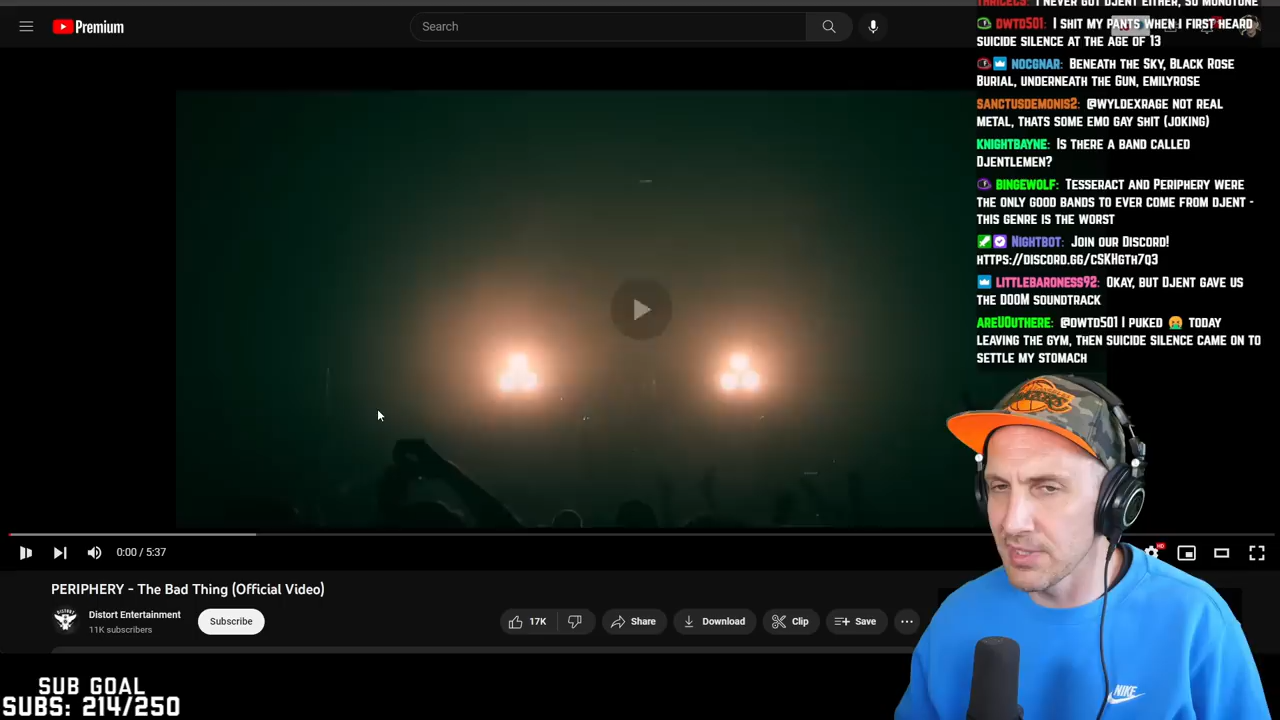 Premium
Search
THRICECS: I NEVER GOT DJENT EITHER, SO MONOTONE
DWTD501: I SHIT MY PANTS WHEN I FIRST HEARD
SUICIDE SILENCE AT THE AGE OF 13
NOCGNAR: BENEATH THE SKY, BLACK ROSE
BURIAL, UNDERNEATH THE GUN, EMILYROSE
SANCTUSDEMONIS2: @WYLDEXRAGE NOT REAL
METAL, THATS SOME EMO GAY SHIT (JOKING)
KNIGHTBAYNE: IS THERE A BAND CALLED
DJENTLEMEN?
BINGEWOLF: TESSERACT AND PERIPHERY WERE
THE ONLY GOOD BANDS TO EVER COME FROM DJENT -
THIS GENRE IS THE WORST
NIGHTBOT: JOIN OUR DISCORD!
HTTPS://DISCORD.GG/CSKHGTH7Q3
LITTLEBARONESS92: OKAY, BUT DJENT GAVE US
THE DOOM SOUNDTRACK
AREUOUTHERE: @DWTD501 I PUKED 🤮 TODAY
LEAVING THE GYM, THEN SUICIDE SILENCE CAME ON TO
SETTLE MY STOMACH
0:00 / 5:37
HD
PERIPHERY - The Bad Thing (Official Video)
DISTORT
Distort Entertainment
11K subscribers
Subscribe
17K
Share
Download
Clip
Save
NIKE
SUB GOAL
SUBS: 214/250